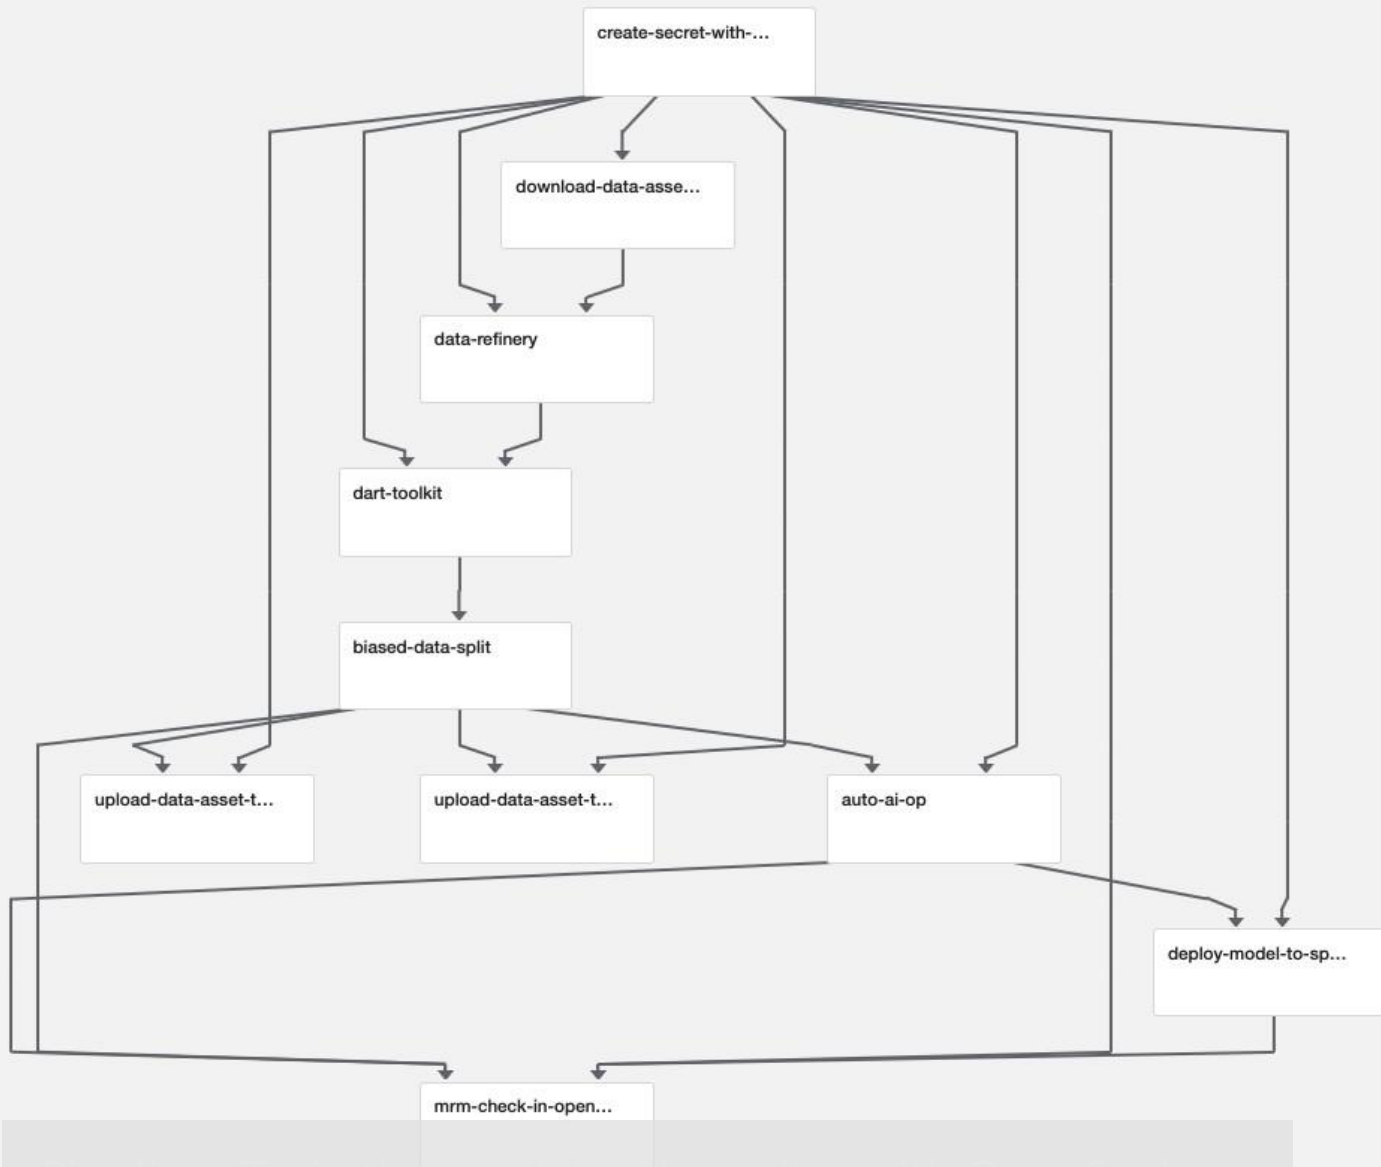 create-secret-with-...
download-data-asse...
data-refinery
dart-toolkit
biased-data-split
upload-data-asset-t...
upload-data-asset-t...
auto-ai-op
deploy-model-to-sp...
mrm-check-in-open...